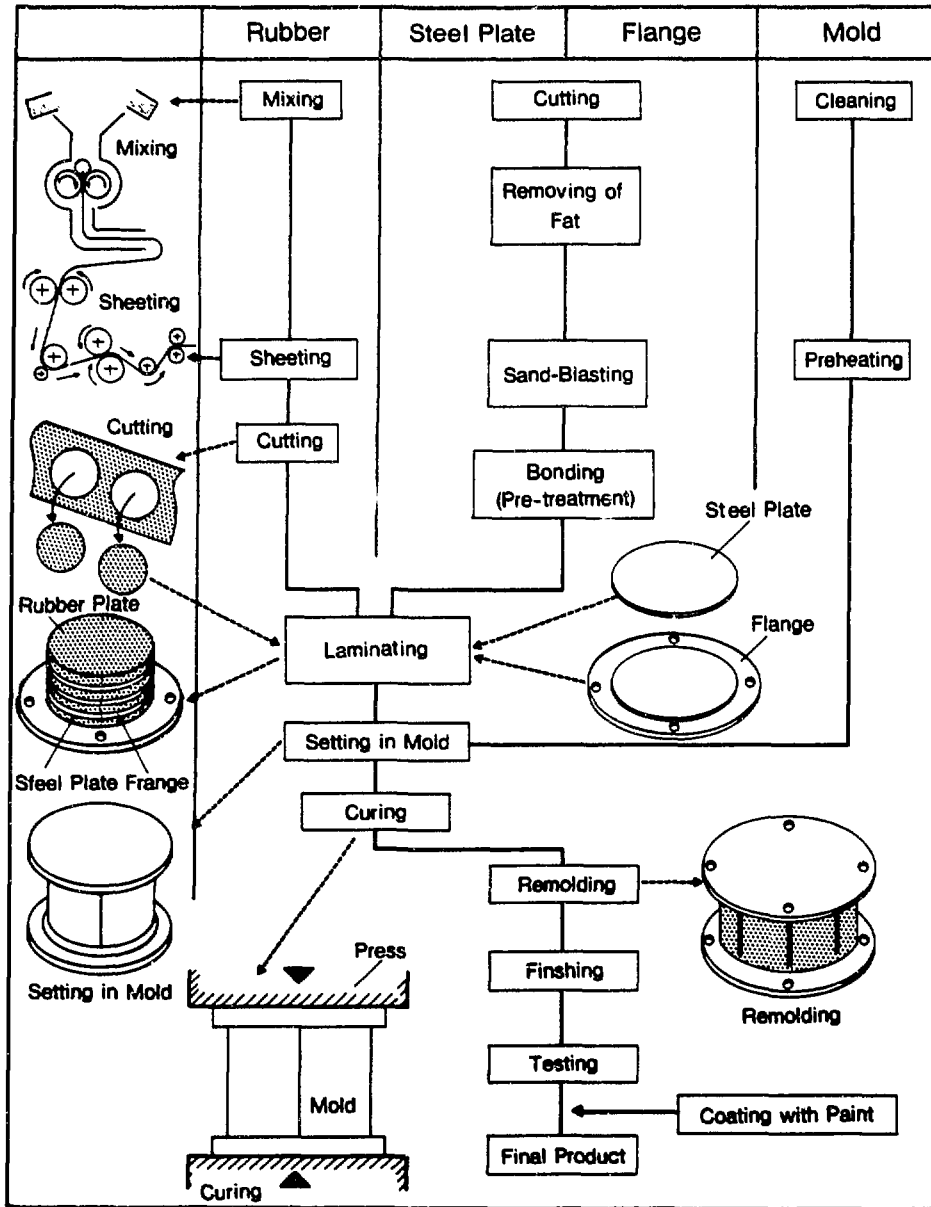 Rubber
Steel Plate
Flange
Mold
Mixing
Cutting
Cleaning
Mixing
Removing of
Fat
Sheeting
Sheeting
Sand-Blasting
Preheating
Cutting
Cutting
Bonding
(Pre-treatment)
Steel Plate
Rubber Plate
Laminating
Flange
Sfeel Plate Frange
Setting in Mold
Curing
Setting in Mold
Remolding
Press
Finshing
Remolding
Testing
Mold
Coating with Paint
Final Product
Curing